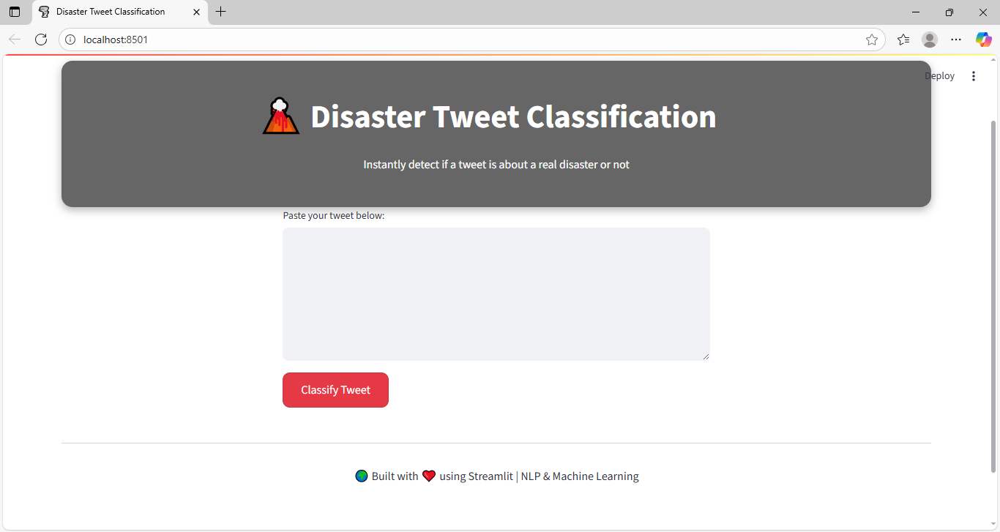 Disaster Tweet Classification
localhost:8501
Deploy
🌋 Disaster Tweet Classification
Instantly detect if a tweet is about a real disaster or not
Paste your tweet below:
Classify Tweet
🌍 Built with ❤️ using Streamlit | NLP & Machine Learning